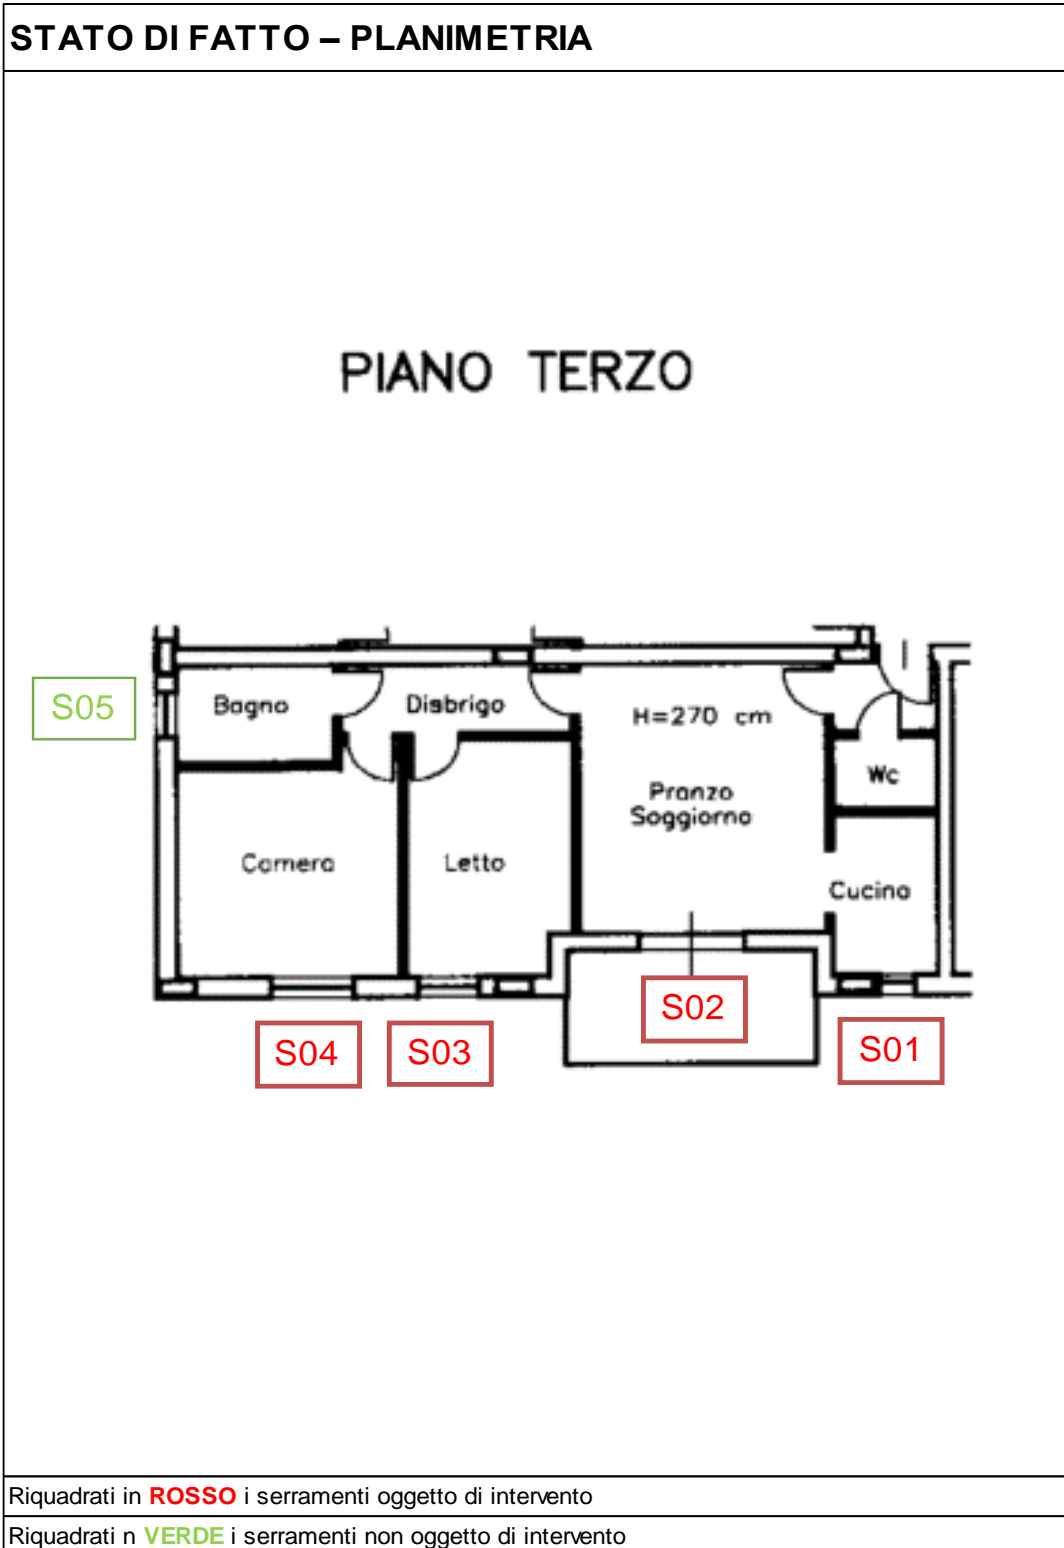 STATO DI FATTO – PLANIMETRIA
PIANO TERZO
S05
Bagno
Disbrigo
H=270 cm
Wc
Pranzo
Soggiorno
Camera
Letto
Cucina
S02
S04
S03
S01
Riquadrati in ROSSO i serramenti oggetto di intervento
Riquadrati n VERDE i serramenti non oggetto di intervento